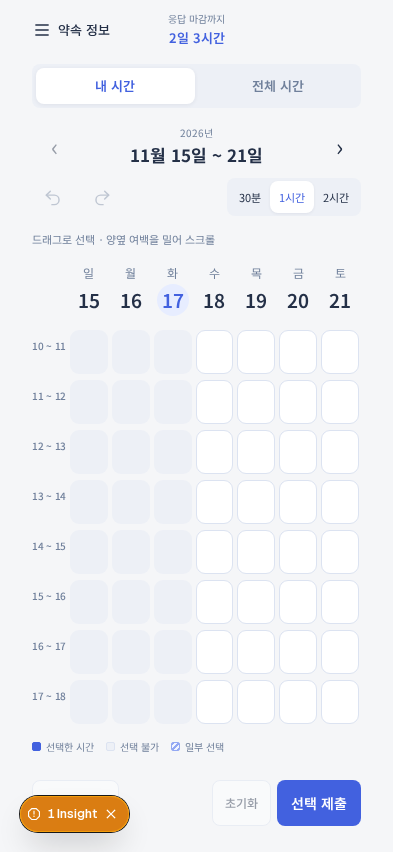 약속 정보
응답 마감까지
2일 3시간
내 시간
전체 시간
2026년
11월 15일 ~ 21일
30분 1시간 2시간
드래그로 선택 · 양옆 여백을 밀어 스크롤
일 월 화 수 목 금 토
15 16 17 18 19 20 21
10 ~ 11
11 ~ 12
12 ~ 13
13 ~ 14
14 ~ 15
15 ~ 16
16 ~ 17
17 ~ 18
선택한 시간 선택 불가 일부 선택
1 Insight
초기화
선택 제출